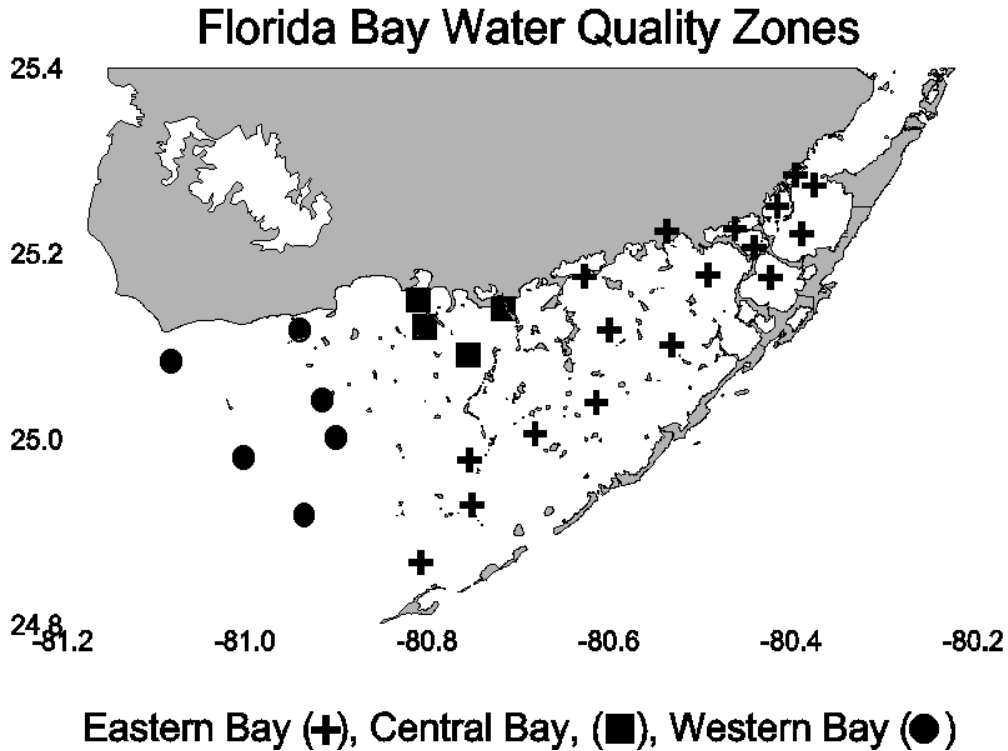 Florida Bay Water Quality Zones
25.4
25.2
25.0
24.8
-81.2 -81.0 -80.8 -80.6 -80.4 -80.2
Eastern Bay (+), Central Bay, (■), Western Bay (●)